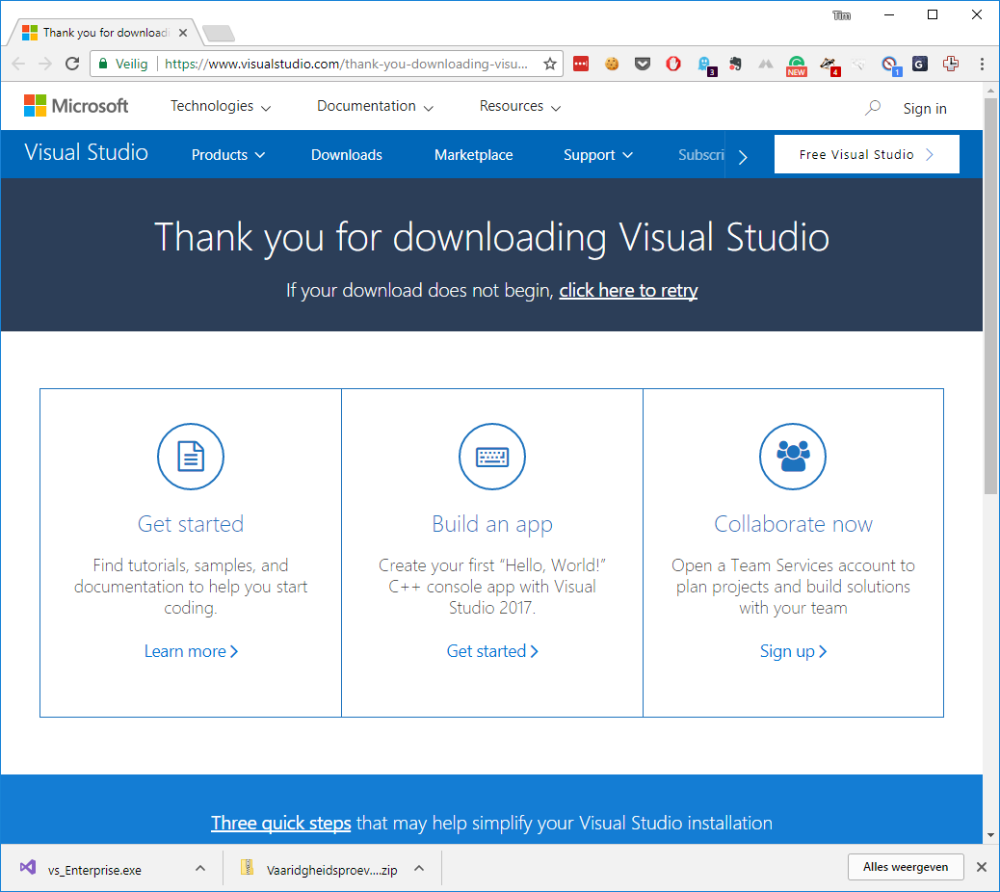 Tim
Thank you for downloadi
Veilig
https://www.visualstudio.com/thank-you-downloading-visu...
3
NEW
4
1
G
Microsoft
Technologies
Documentation
Resources
Sign in
Visual Studio
Products
Downloads
Marketplace
Support
Subscri
Free Visual Studio
Thank you for downloading Visual Studio
If your download does not begin, click here to retry
Get started
Find tutorials, samples, and
documentation to help you start
coding.
Learn more
Build an app
Create your first “Hello, World!”
C++ console app with Visual
Studio 2017.
Get started
Collaborate now
Open a Team Services account to
plan projects and build solutions
with your team
Sign up
Three quick steps that may help simplify your Visual Studio installation
vs_Enterprise.exe
Vaaridgheidsproev....zip
Alles weergeven